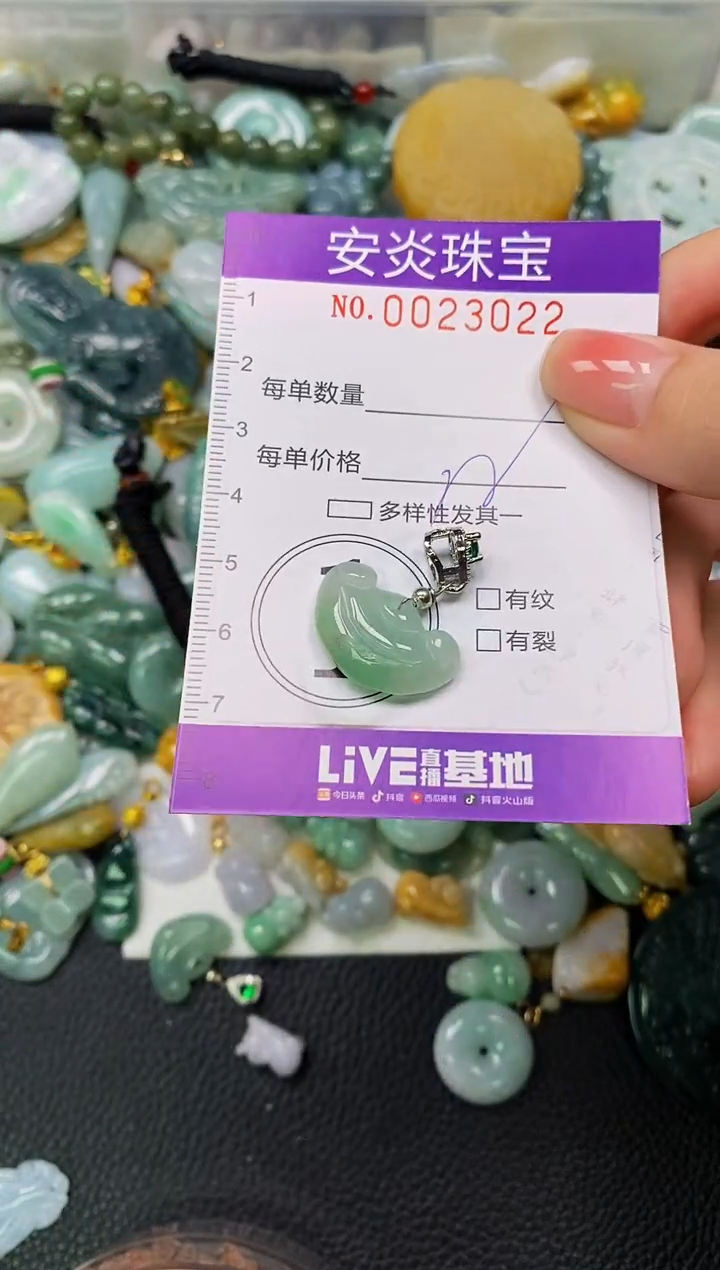 安炎珠宝
NO.0023022
1
2
每单数量
3
每单价格
4
多样性发其一
5
有纹
6
有裂
7
8
LiVE直播基地
今日头条 抖音 西瓜视频 抖音火山版